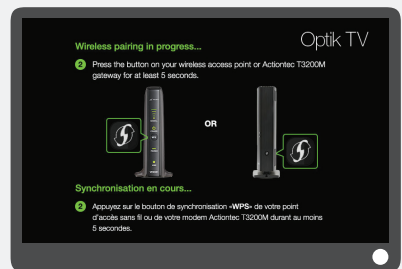 Optik TV
Wireless pairing in progress...
2 Press the button on your wireless access point or Actiontec T3200M
gateway for at least 5 seconds.
OR
Synchronisation en cours...
2 Appuyez sur le bouton de synchronisation «WPS» de votre point
d'accès sans fil ou de votre modem Actiontec T3200M durant au moins
5 secondes.